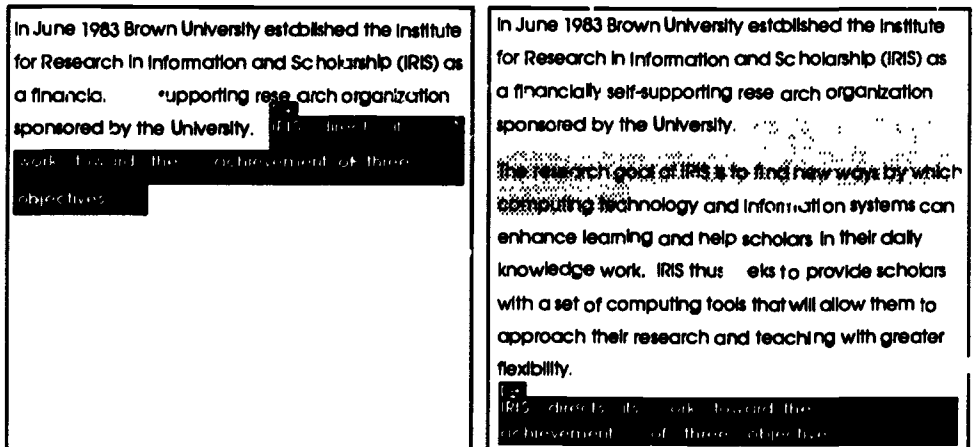 In June 1983 Brown University established the Institute
for Research in Information and Scholarship (IRIS) as
a financia. supporting rese arch organization
sponsored by the University. IRIS direct it
work toward the achievement of three
objectives
In June 1983 Brown University established the Institute
for Research in Information and Scholarship (IRIS) as
a financially self-supporting rese arch organization
sponsored by the University.
The research goal of IRIS is to find new ways by which
computing technology and information systems can
enhance learning and help scholars in their daily
knowledge work. IRIS thus eks to provide scholars
with a set of computing tools that will allow them to
approach their research and teaching with greater
flexibility.
IRIS directs its ork toward the
achievement of three objective